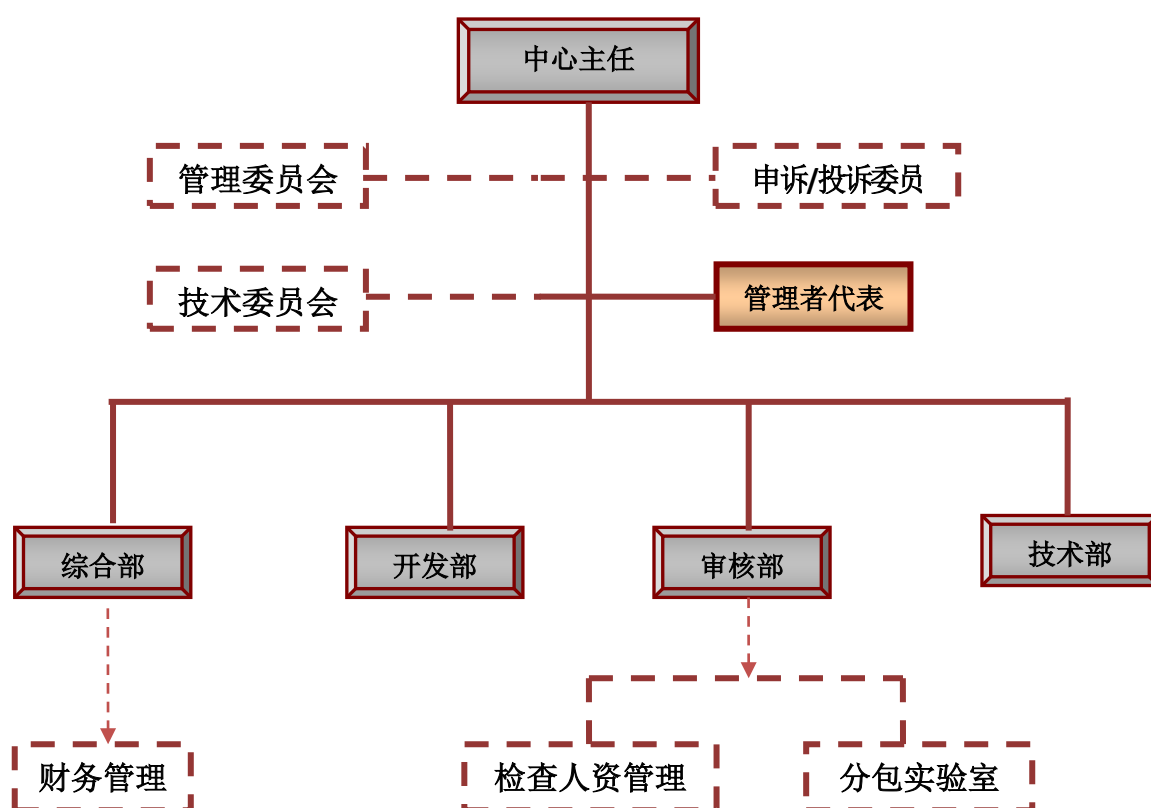 中心主任
管理委员会
申诉/投诉委员
技术委员会
管理者代表
综合部
开发部
审核部
技术部
财务管理
检查人资管理
分包实验室